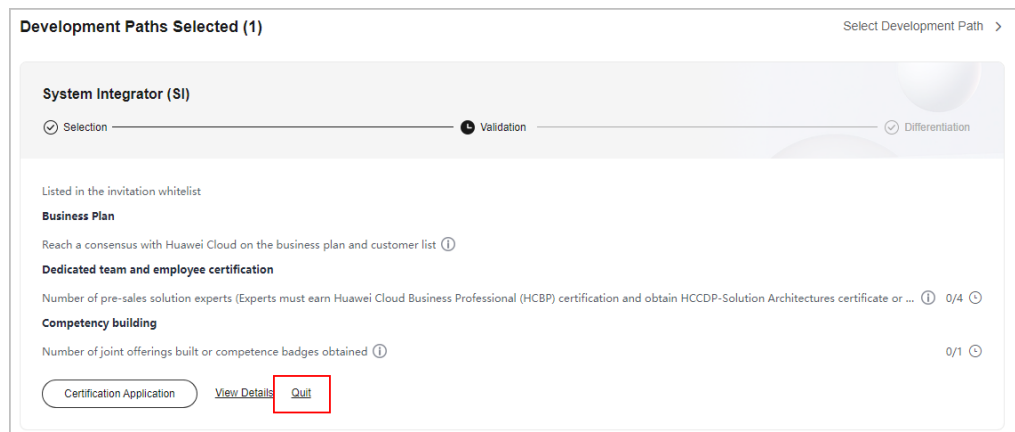 Development Paths Selected (1)
Select Development Path
System Integrator (SI)
Selection
Validation
Differentiation
Listed in the invitation whitelist
Business Plan
Reach a consensus with Huawei Cloud on the business plan and customer list
Dedicated team and employee certification
Number of pre-sales solution experts (Experts must earn Huawei Cloud Business Professional (HCBP) certification and obtain HCCDP-Solution Architectures certificate or ... 0/4
Competency building
Number of joint offerings built or competence badges obtained 0/1
Certification Application View Details Quit